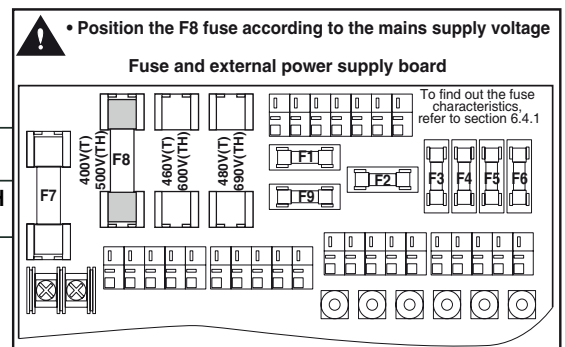 • Position the F8 fuse according to the mains supply voltage
Fuse and external power supply board
To find out the fuse
characteristics,
refer to section 6.4.1
400V(T)
500V(TH)
F8
460V(T)
600V(TH)
480V(T)
690V(TH)
F1
F2
F3
F4
F5
F6
F7
F9